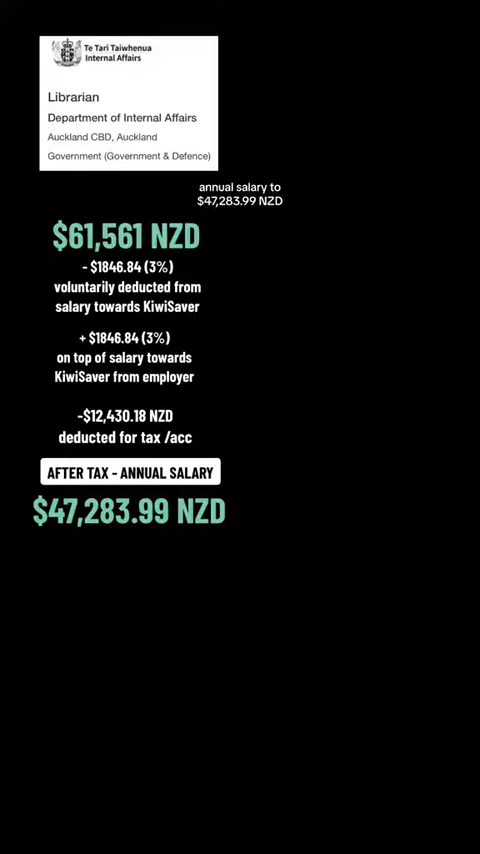 Te Tari Taiwhenua
Internal Affairs
Librarian
Department of Internal Affairs
Auckland CBD, Auckland
Government (Government & Defence)
annual salary to
$47,283.99 NZD
$61,561 NZD
- $1846.84 (3%)
voluntarily deducted from
salary towards KiwiSaver
+ $1846.84 (3%)
on top of salary towards
KiwiSaver from employer
-$12,430.18 NZD
deducted for tax /acc
AFTER TAX - ANNUAL SALARY
$47,283.99 NZD